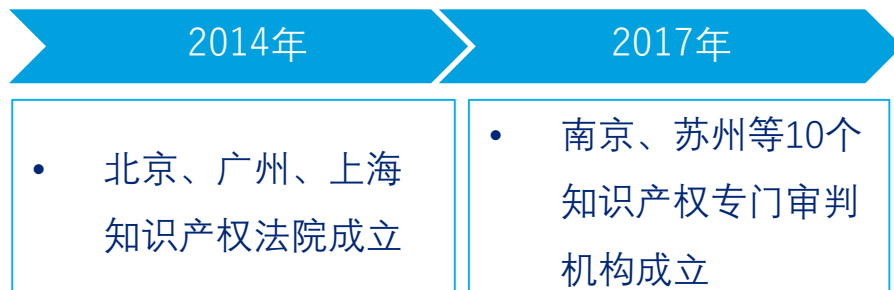 2014年
2017年
• 北京、广州、上海
知识产权法院成立
• 南京、苏州等10个
知识产权专门审判
机构成立